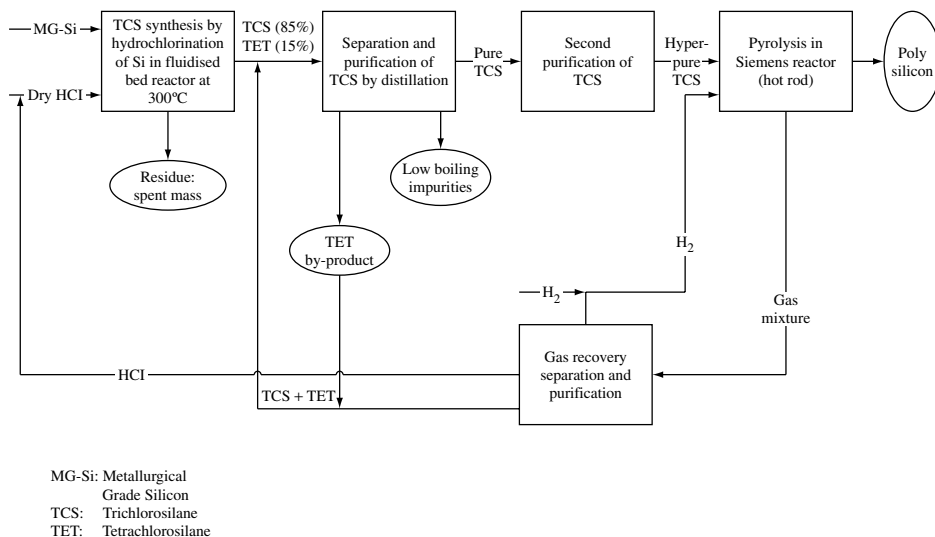 MG-Si
Dry HCl
TCS synthesis by
hydrochlorination
of Si in fluidised
bed reactor at
300ºC
TCS (85%)
TET (15%)
Separation and
purification of
TCS by distillation
Pure
TCS
Second
purification of
TCS
Hyper-
pure
TCS
Pyrolysis in
Siemens reactor
(hot rod)
Poly
silicon
Residue:
spent mass
Low boiling
impurities
TET
by-product
H2
H2
Gas
mixture
Gas recovery
separation and
purification
HCl
TCS + TET
MG-Si: Metallurgical
Grade Silicon
TCS: Trichlorosilane
TET: Tetrachlorosilane